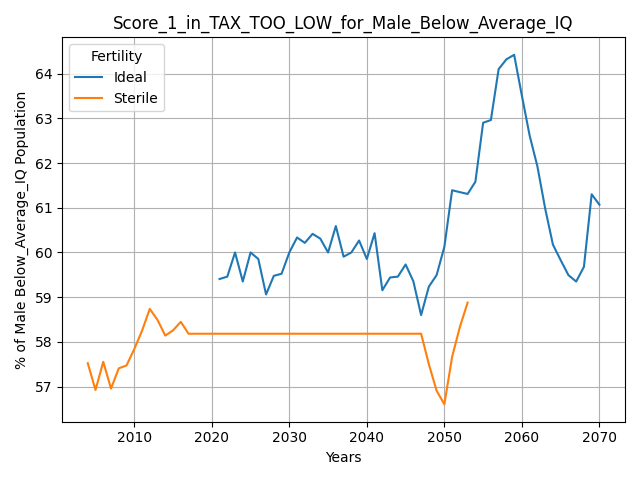 Score_1_in_TAX_TOO_LOW_for_Male_Below_Average_IQ
Fertility
Ideal
Sterile
% of Male Below_Average_IQ Population
64
63
62
61
60
59
58
57
2010
2020
2030
2040
2050
2060
2070
Years